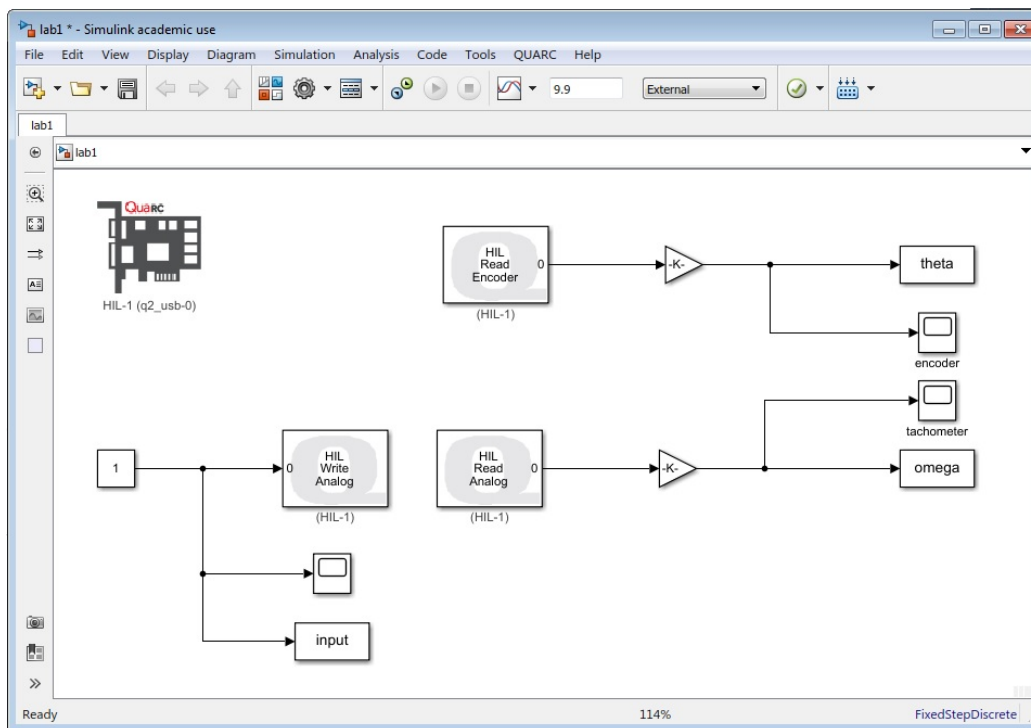 lab1 * - Simulink academic use
File Edit View Display Diagram Simulation Analysis Code Tools QUARC Help
9.9 External
lab1
lab1
QuaRC
HIL-1 (q2_usb-0)
HIL
Read
Encoder
0
(HIL-1)
-K-
theta
encoder
tachometer
1
0
HIL
Write
Analog
(HIL-1)
HIL
Read
Analog
0
(HIL-1)
-K-
omega
input
Ready 114% FixedStepDiscrete